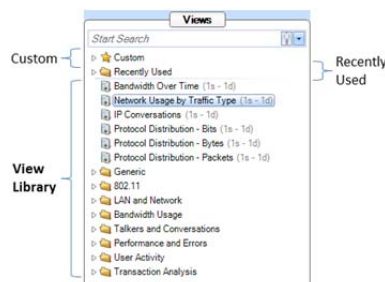 Views
Start Search
Custom
Custom
Recently Used
Recently Used
Bandwidth Over Time (1s - 1d)
Network Usage by Traffic Type (1s - 1d)
IP Conversations (1s - 1d)
Protocol Distribution - Bits (1s - 1d)
Protocol Distribution - Bytes (1s - 1d)
Protocol Distribution - Packets (1s - 1d)
View Library
Generic
802.11
LAN and Network
Bandwidth Usage
Talkers and Conversations
Performance and Errors
User Activity
Transaction Analysis